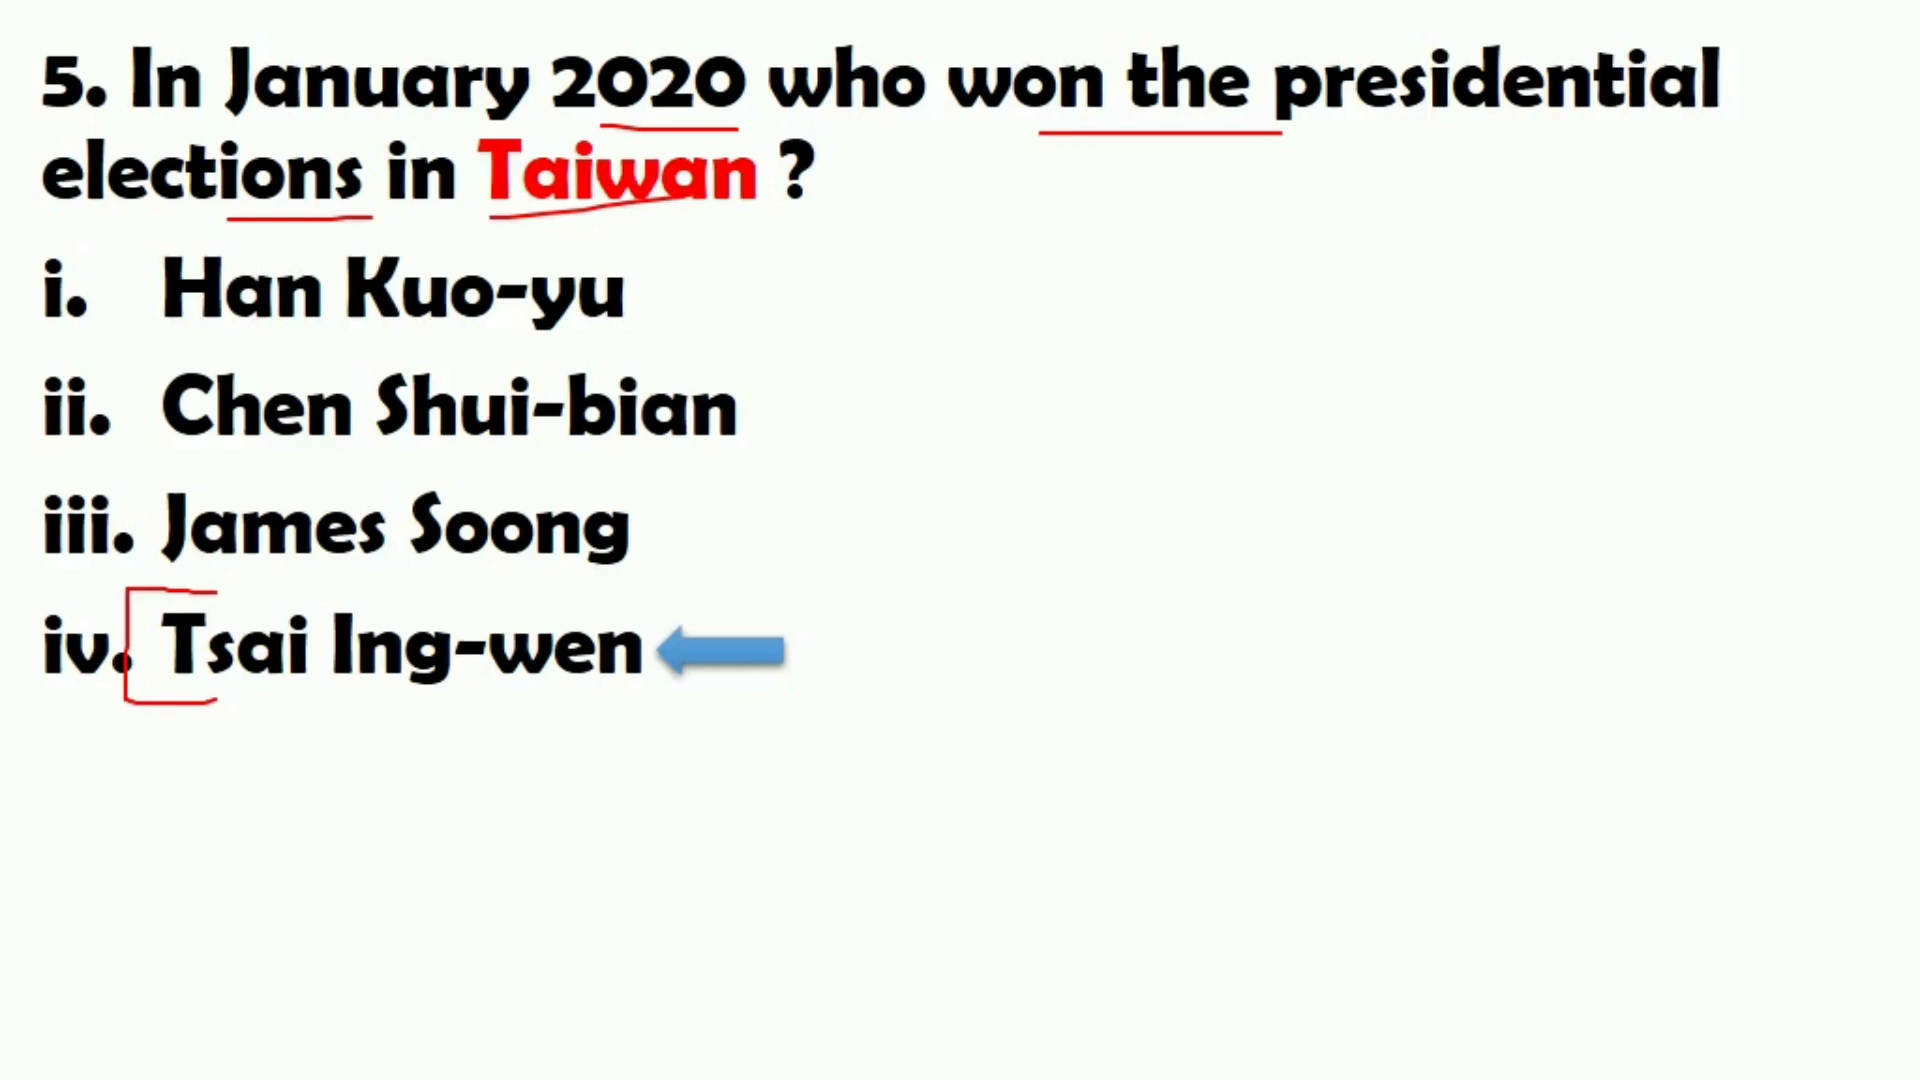 5. In January 2020 who won the presidential
elections in Taiwan ?
i. Han Kuo-yu
ii. Chen Shui-bian
iii. James Soong
iv. Tsai Ing-wen